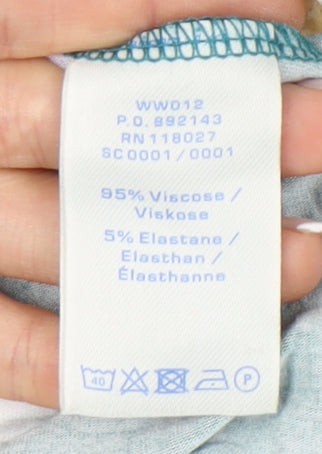 WW012
P.O. 892143
RN 118027
SC 0001 / 0001
95% Viscose /
Viskose
5% Elastane /
Elasthan /
Élasthanne
40 P